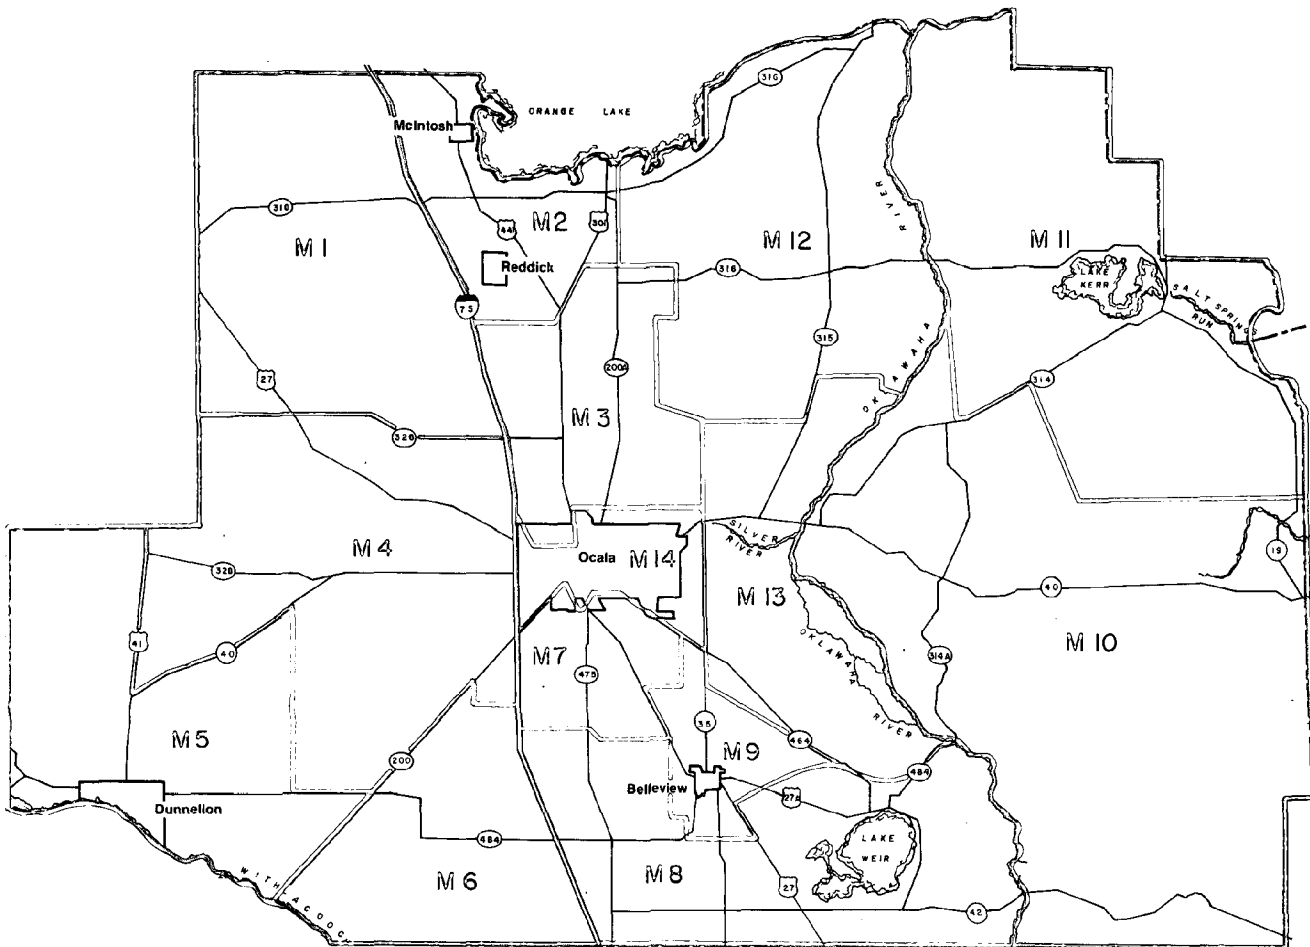 316
ORANGE LAKE
McIntosh
RIVER
318
441
M2
301
M1
M12
M11
Reddick
316
LAKE
KERR
SALT SPRINGS
RUN
75
315
OKLAWAHA
27
200A
314
M3
326
SILVER
RIVER
M4
Ocala
M14
328
19
40
M13
41
40
OKLAWAHA
RIVER
M7
475
314A
M10
M5
35
464
200
M9
484
Belleview
27A
Dunnellon
484
LAKE
WEIR
M6
M8
27
42